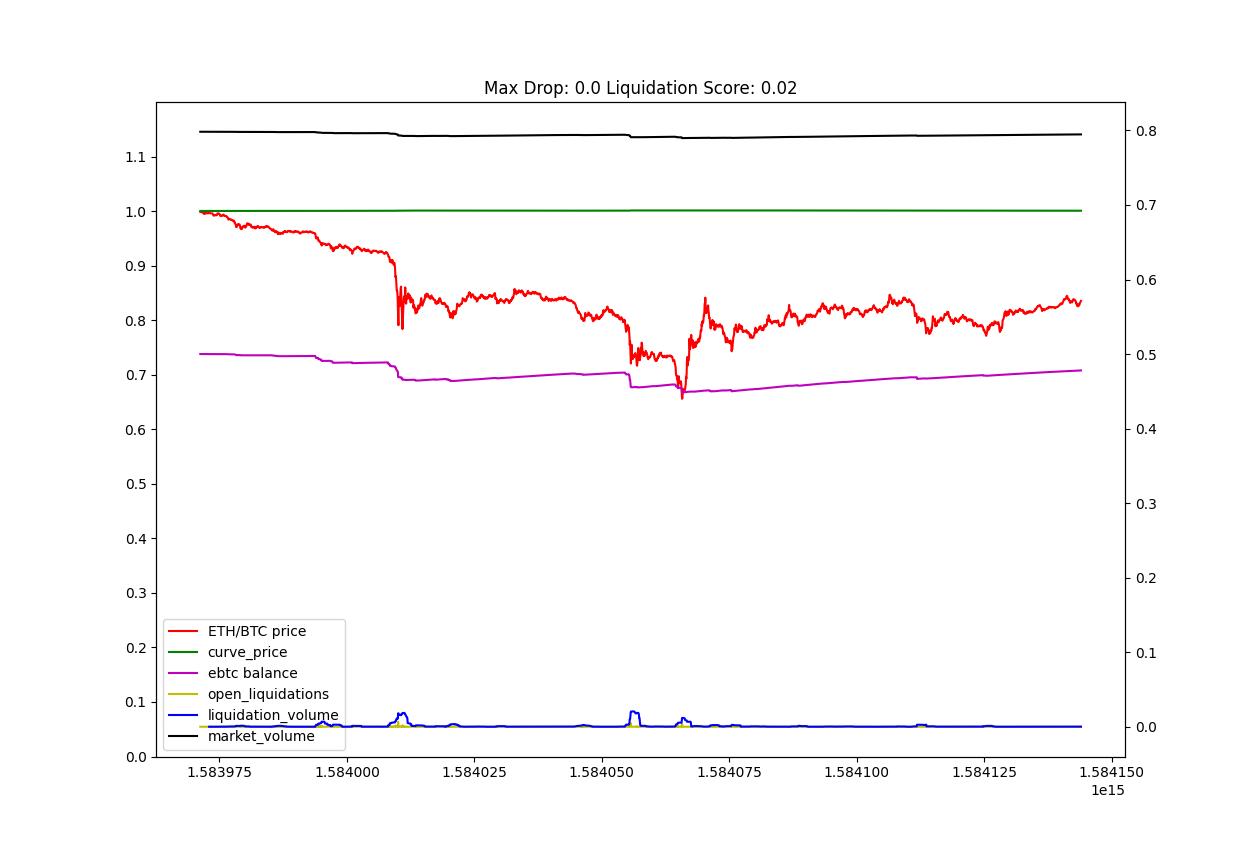 Max Drop: 0.0 Liquidation Score: 0.02
1.1
1.0
0.9
0.8
0.7
0.6
0.5
0.4
0.3
0.2
0.1
0.0
0.8
0.7
0.6
0.5
0.4
0.3
0.2
0.1
0.0
ETH/BTC price
curve_price
ebtc balance
open_liquidations
liquidation_volume
market_volume
1.583975 1.584000 1.584025 1.584050 1.584075 1.584100 1.584125 1.584150
1e15